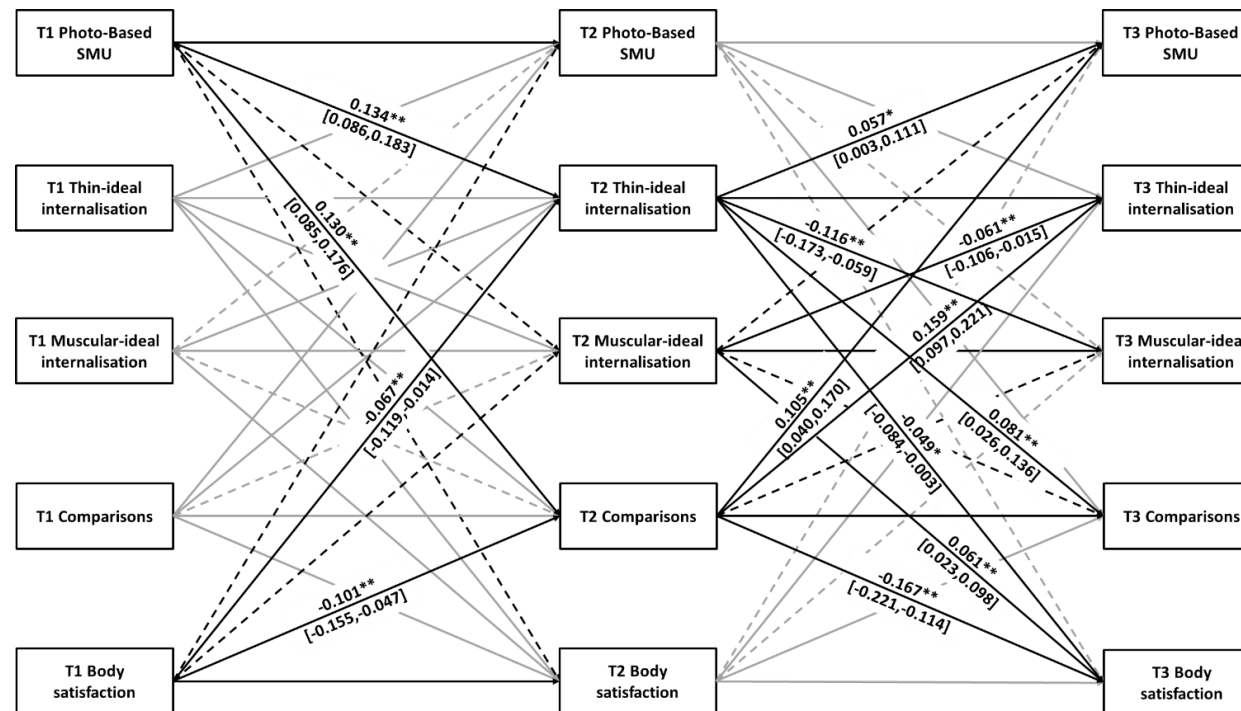 T1 Photo-Based
SMU
T2 Photo-Based
SMU
T3 Photo-Based
SMU
0.134**
[0.086,0.183]
0.057*
[0.003,0.111]
T1 Thin-ideal
internalisation
T2 Thin-ideal
internalisation
T3 Thin-ideal
internalisation
0.130**
[0.085,0.176]
-0.116**
[-0.173,-0.059]
-0.061**
[-0.106,-0.015]
T1 Muscular-ideal
internalisation
T2 Muscular-ideal
internalisation
T3 Muscular-ideal
internalisation
0.159**
[0.097,0.221]
-0.067**
[-0.119,-0.014]
0.105**
[0.040,0.170]
-0.049*
[-0.084,-0.003]
0.081**
[0.026,0.136]
T1 Comparisons
T2 Comparisons
T3 Comparisons
-0.101**
[-0.155,-0.047]
0.061**
[0.023,0.098]
-0.167**
[-0.221,-0.114]
T1 Body
satisfaction
T2 Body
satisfaction
T3 Body
satisfaction